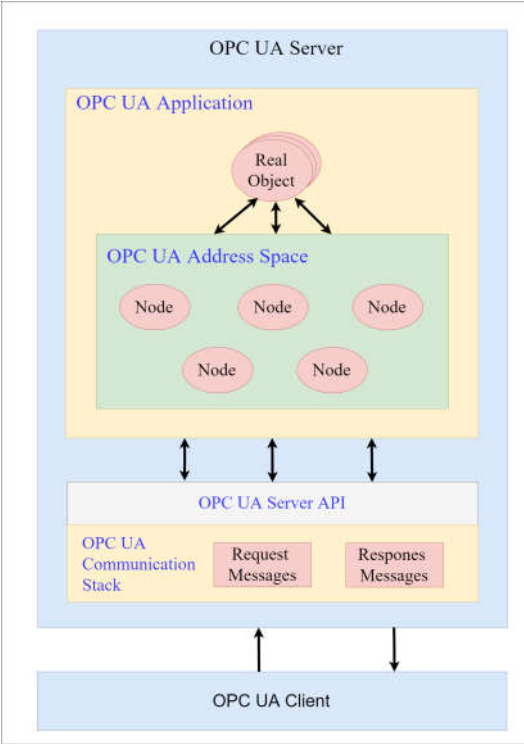 OPC UA Server
OPC UA Application
Real
Object
OPC UA Address Space
Node
Node
Node
Node
Node
OPC UA Server API
OPC UA
Communication
Stack
Request
Messages
Respones
Messages
OPC UA Client